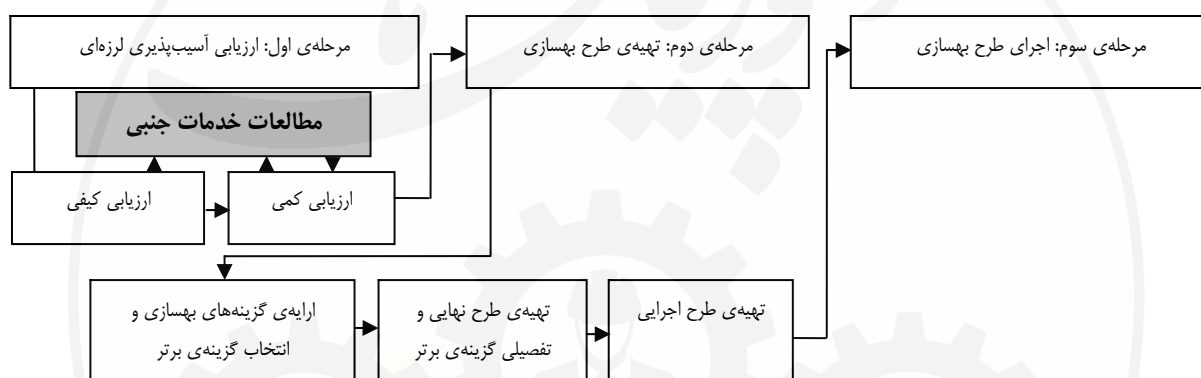 مرحله‌ی اول: ارزیابی آسیب‌پذیری لرزه‌ای
مرحله‌ی دوم: تهیه‌ی طرح بهسازی
مرحله‌ی سوم: اجرای طرح بهسازی
مطالعات خدمات جنبی
ارزیابی کیفی
ارزیابی کمی
ارایه‌ی گزینه‌های بهسازی و
انتخاب گزینه‌ی برتر
تهیه‌ی طرح نهایی و
تفصیلی گزینه‌ی برتر
تهیه‌ی طرح اجرایی